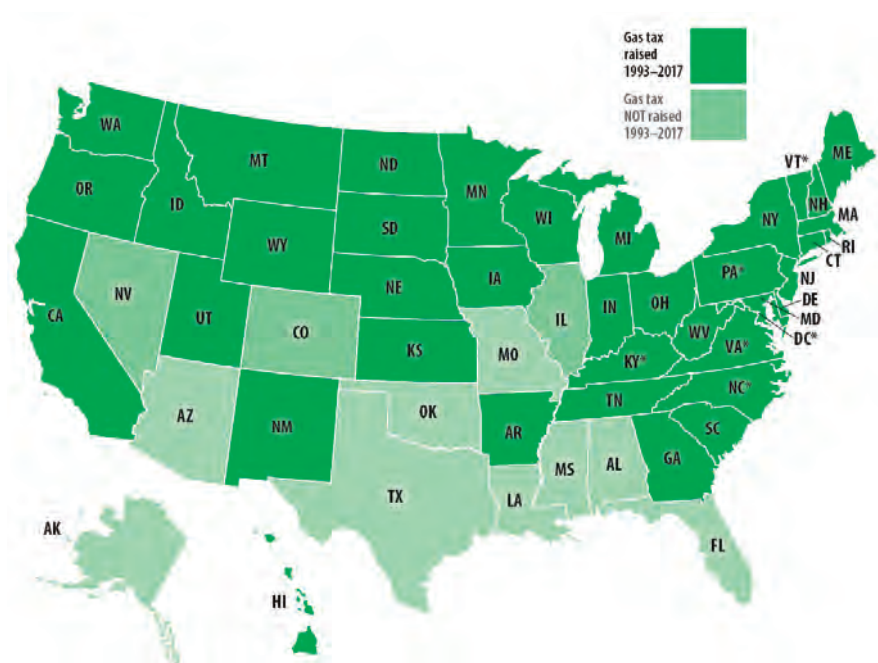 Gas tax
raised
1993–2017
Gas tax
NOT raised
1993–2017
WA
MT
ND
MN
VT*
ME
OR
ID
SD
WI
MI
NY
NH
MA
WY
RI
CT
NV
NE
IA
PA*
NJ
CA
UT
CO
IL
IN
OH
DE
MD
DC*
KS
MO
WV
VA*
KY*
NC*
AZ
NM
OK
AR
TN
SC
TX
LA
MS
AL
GA
AK
FL
HI